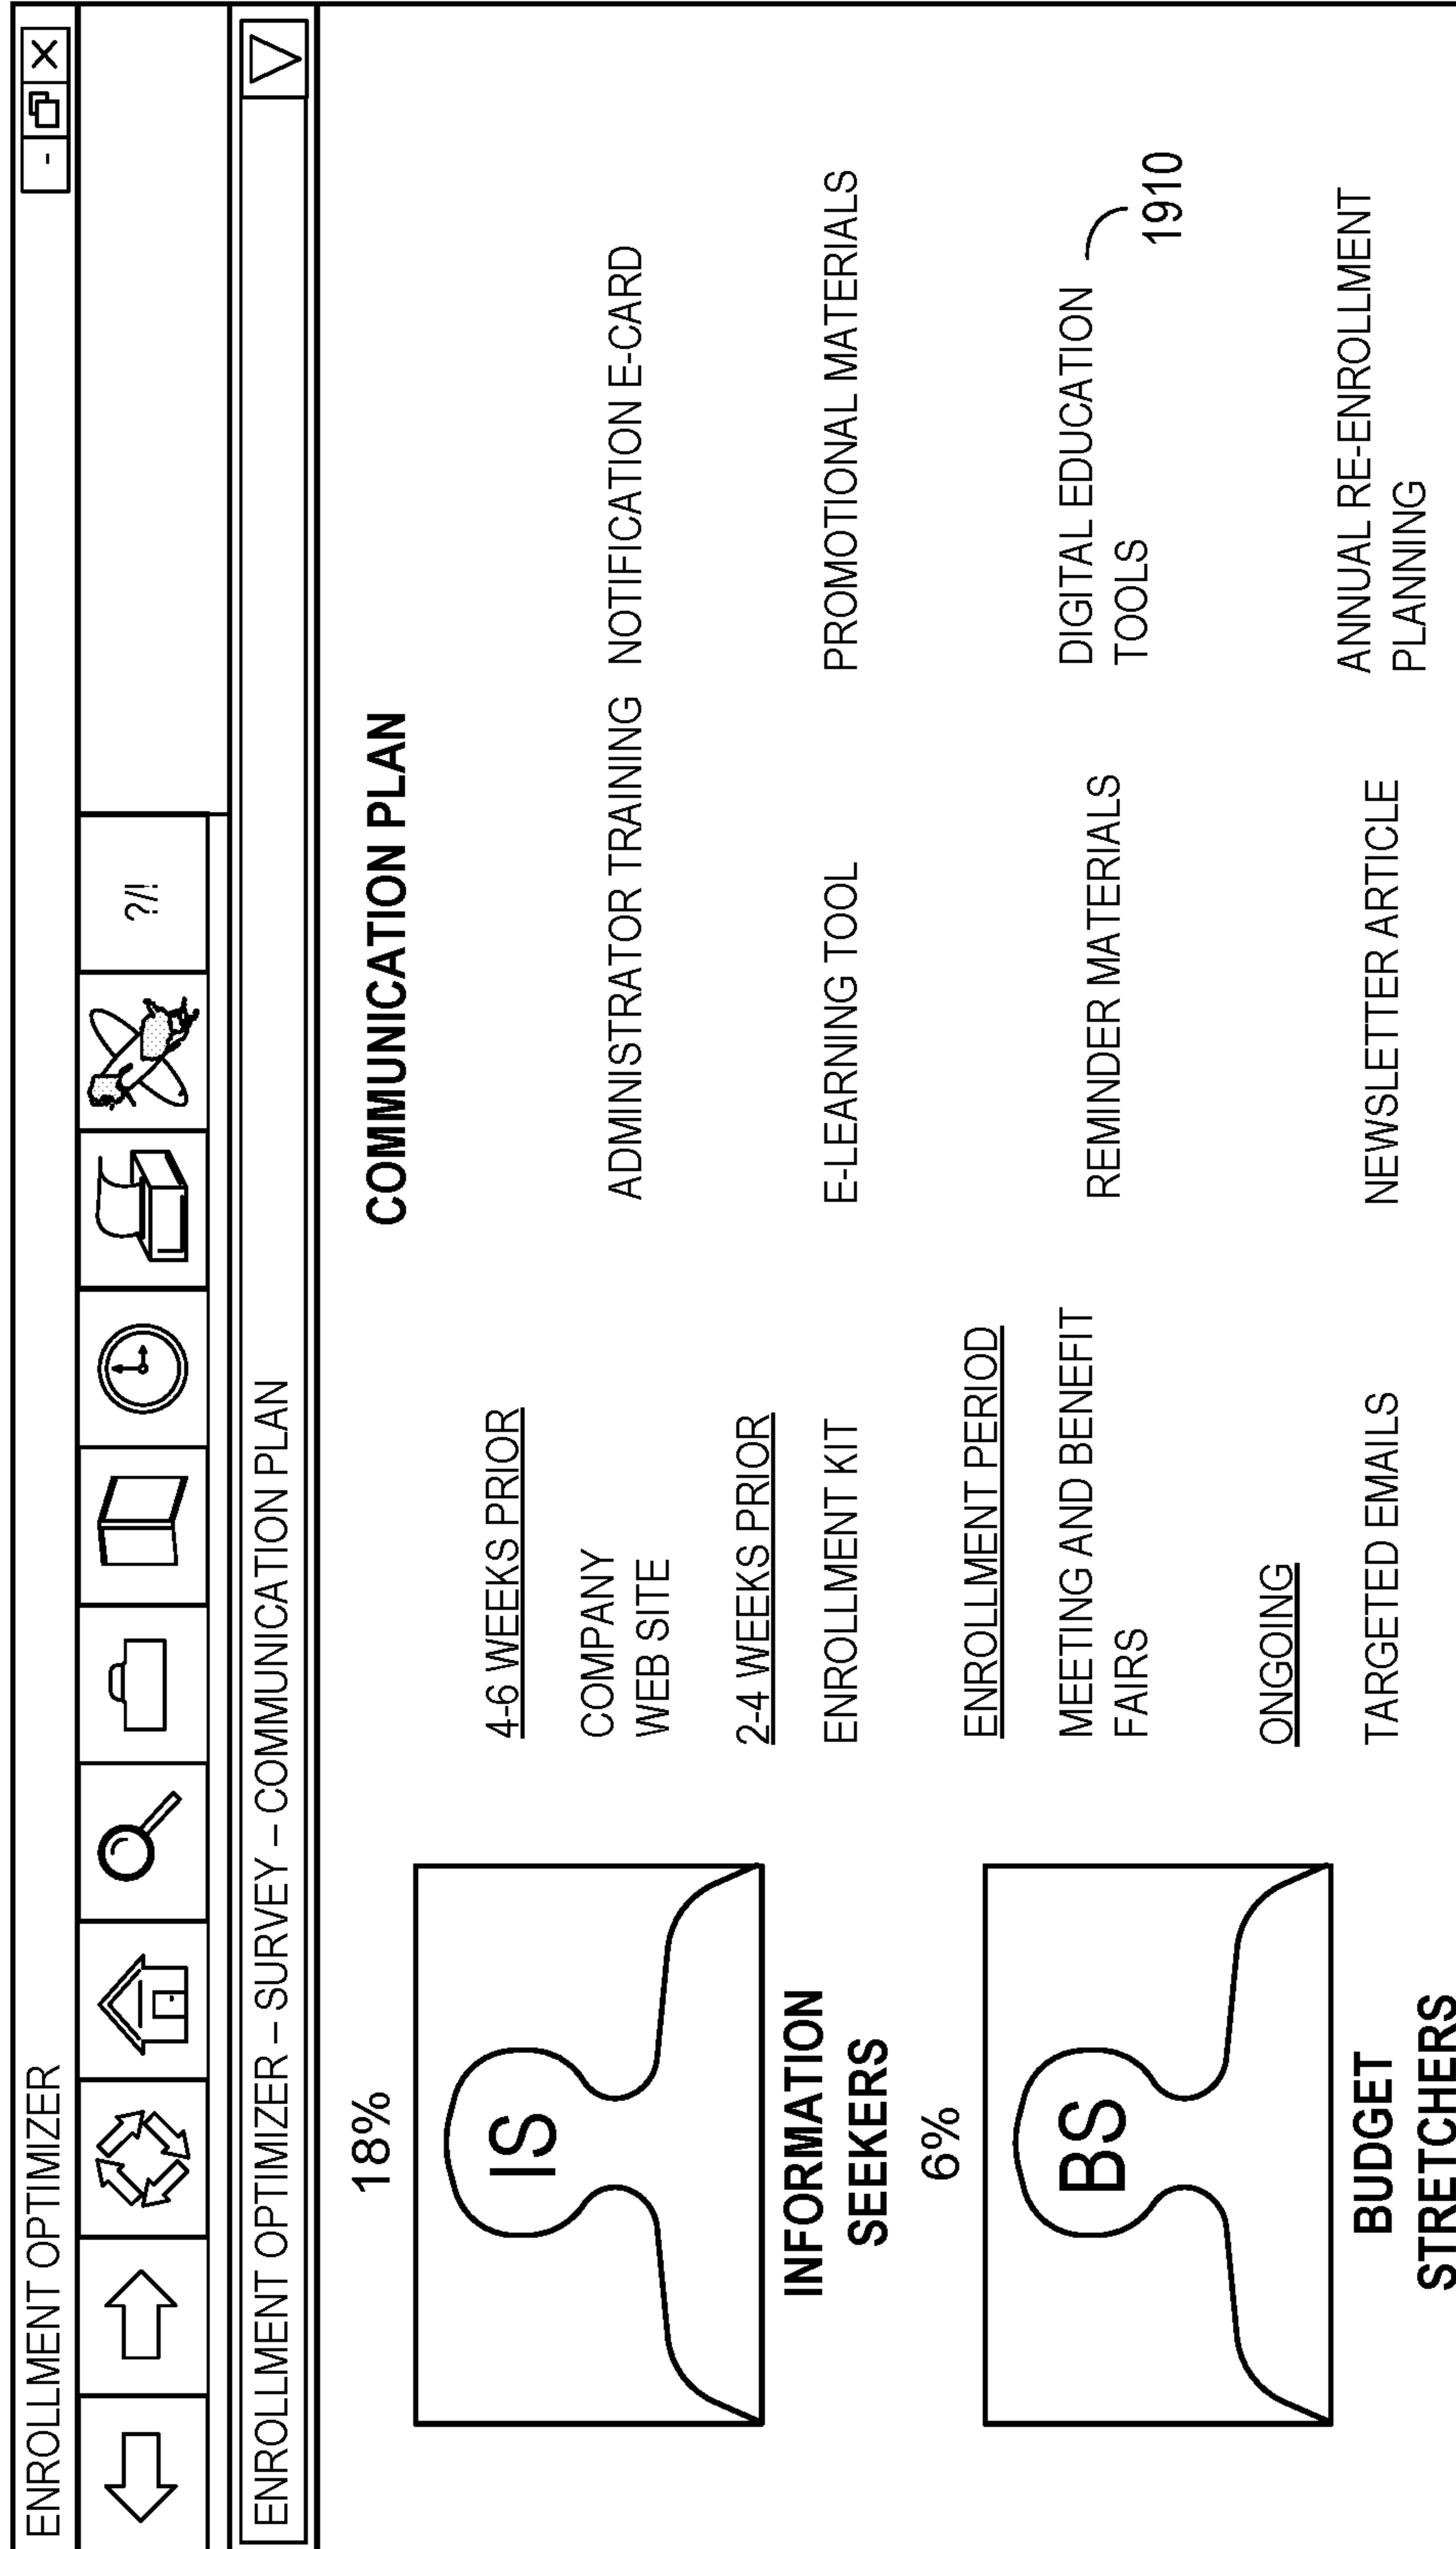 ENROLLMENT OPTIMIZER
- X
?/!
ENROLLMENT OPTIMIZER – SURVEY – COMMUNICATION PLAN
18%
IS
INFORMATION
SEEKERS
6%
BS
BUDGET
STRETCHERS
COMMUNICATION PLAN
4-6 WEEKS PRIOR
COMPANY
WEB SITE
ADMINISTRATOR TRAINING
NOTIFICATION E-CARD
2-4 WEEKS PRIOR
ENROLLMENT KIT
E-LEARNING TOOL
PROMOTIONAL MATERIALS
ENROLLMENT PERIOD
MEETING AND BENEFIT
FAIRS
REMINDER MATERIALS
DIGITAL EDUCATION
TOOLS
1910
ONGOING
TARGETED EMAILS
NEWSLETTER ARTICLE
ANNUAL RE-ENROLLMENT
PLANNING